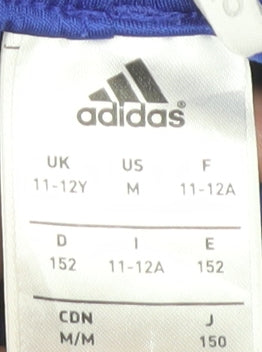 adidas®
UK US F
11-12Y M 11-12A
D I E
152 11-12A 152
CDN J
M/M 150